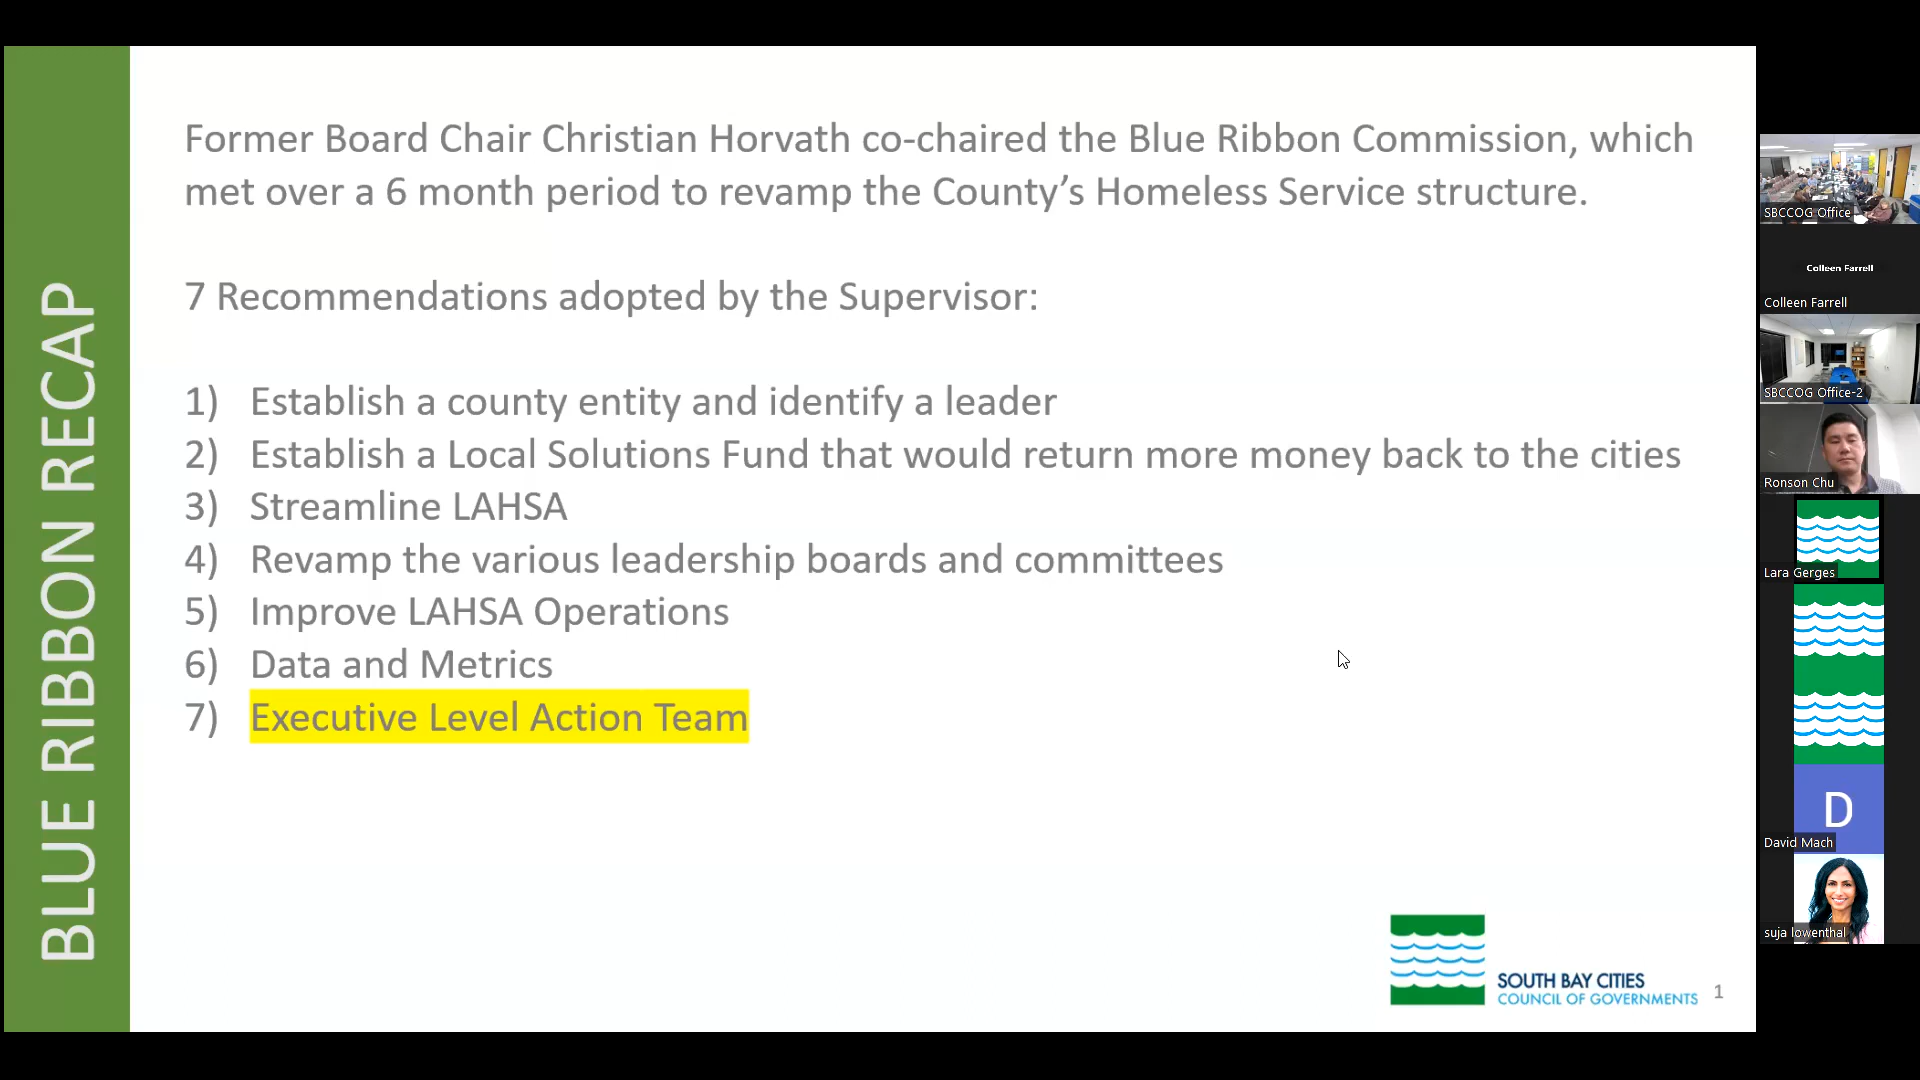 BLUE RIBBON RECAP
Former Board Chair Christian Horvath co-chaired the Blue Ribbon Commission, which
met over a 6 month period to revamp the County’s Homeless Service structure.
7 Recommendations adopted by the Supervisor:
1) Establish a county entity and identify a leader
2) Establish a Local Solutions Fund that would return more money back to the cities
3) Streamline LAHSA
4) Revamp the various leadership boards and committees
5) Improve LAHSA Operations
6) Data and Metrics
7) Executive Level Action Team
SOUTH BAY CITIES
COUNCIL OF GOVERNMENTS
1
SBCCOG Office
Colleen Farrell
Colleen Farrell
SBCCOG Office-2
Ronson Chu
Lara Gerges
D
David Mach
suja lowenthal